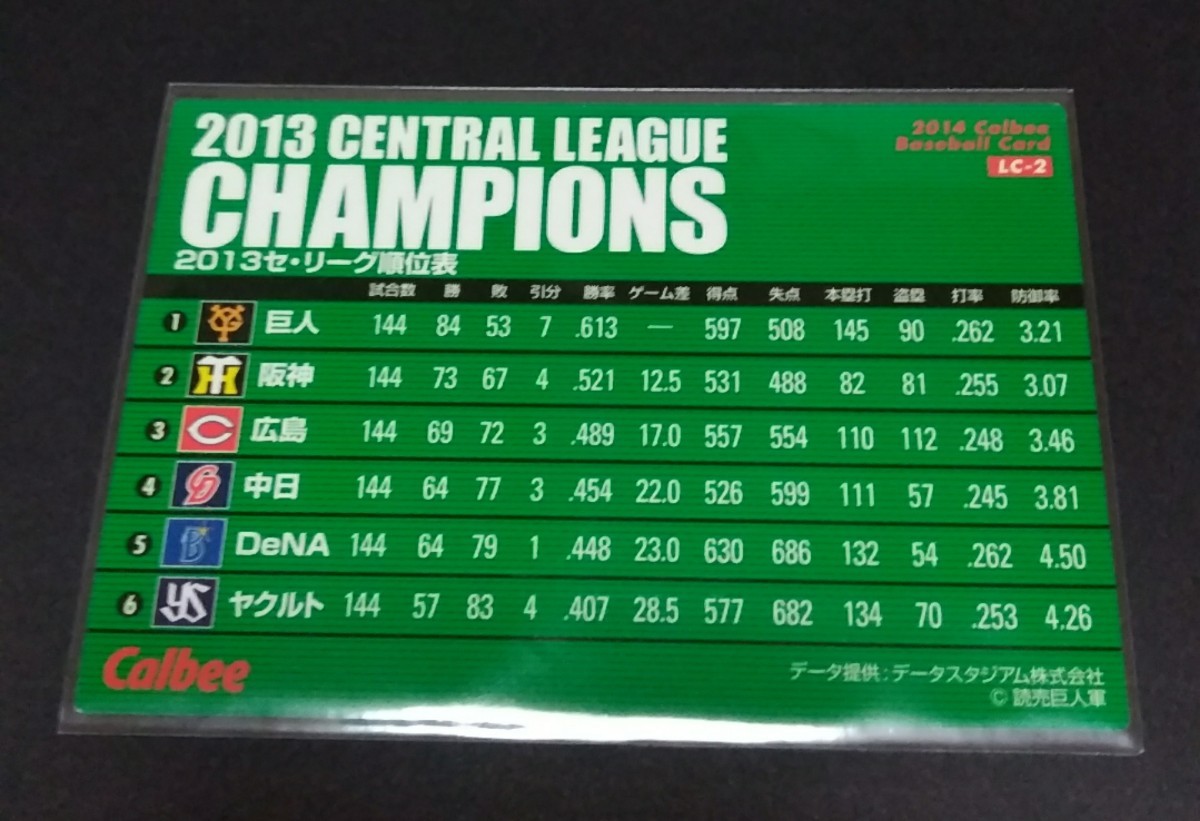 2013 CENTRAL LEAGUE
CHAMPIONS
2014 Calbee
Baseball Card
LC-2
2013セ・リーグ順位表
試合数 勝 敗 引分 勝率 ゲーム差 得点 失点 本塁打 盗塁 打率 防御率
1 YG 巨人 144 84 53 7 .613 — 597 508 145 90 .262 3.21
2 HT 阪神 144 73 67 4 .521 12.5 531 488 82 81 .255 3.07
3 C 広島 144 69 72 3 .489 17.0 557 554 110 112 .248 3.46
4 CD 中日 144 64 77 3 .454 22.0 526 599 111 57 .245 3.81
5 B DeNA 144 64 79 1 .448 23.0 630 686 132 54 .262 4.50
6 YS ヤクルト 144 57 83 4 .407 28.5 577 682 134 70 .253 4.26
Calbee
データ提供:データスタジアム株式会社
© 読売巨人軍